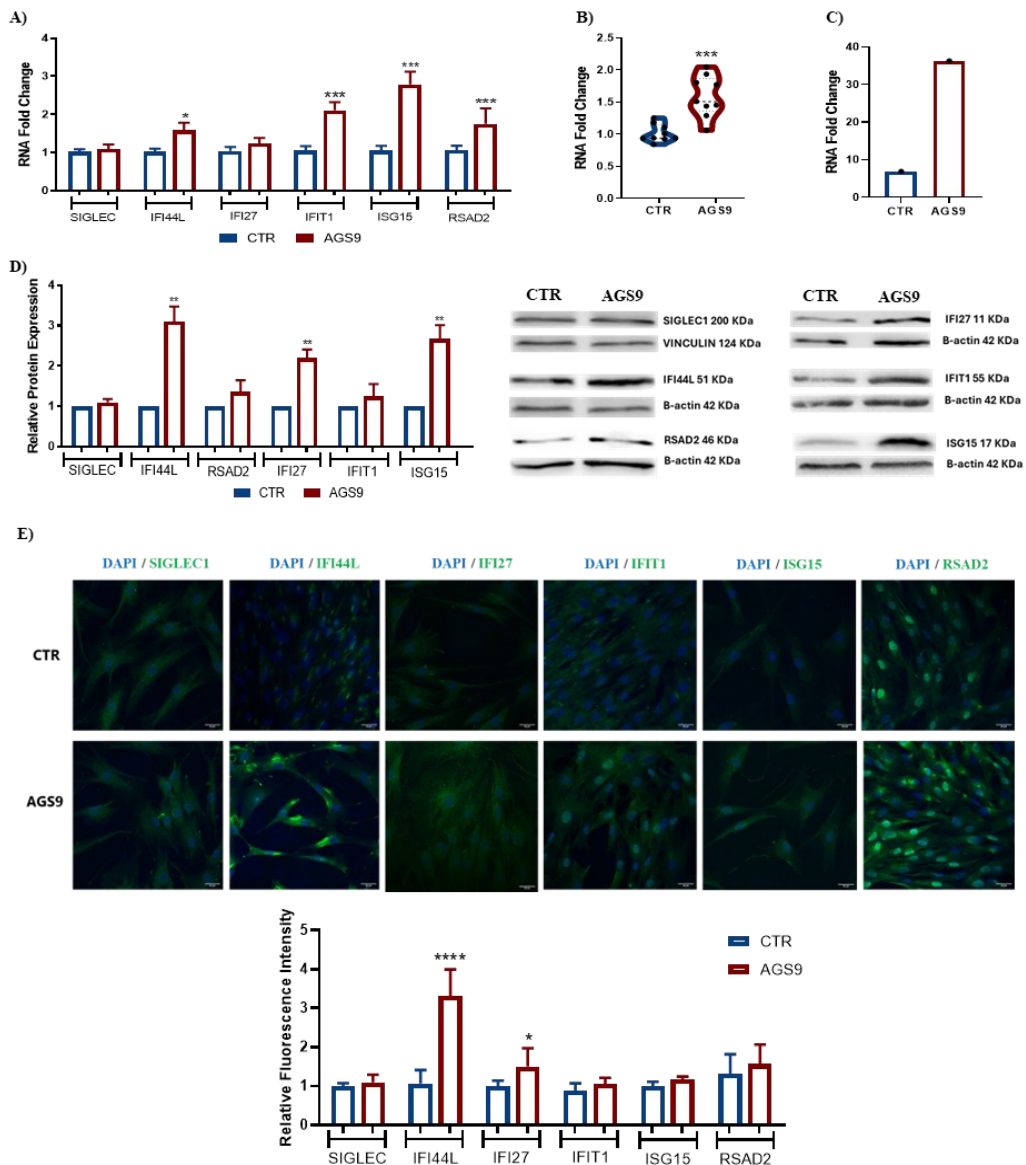 A)
RNA Fold Change
4
3
2
1
0
SIGLEC IFI44L IFI27 IFIT1 ISG15 RSAD2
* *** *** ***
CTR AGS9
B)
RNA Fold Change
2.5
2.0
1.5
1.0
0.5
0.0
***
CTR AGS9
C)
RNA Fold Change
40
30
20
10
0
CTR AGS9
D)
Relative Protein Expression
4
3
2
1
0
** ** **
SIGLEC IFI44L RSAD2 IFI27 IFIT1 ISG15
CTR AGS9
CTR AGS9
SIGLEC1 200 KDa
VINCULIN 124 KDa
IFI44L 51 KDa
B-actin 42 KDa
RSAD2 46 KDa
B-actin 42 KDa
CTR AGS9
IFI27 11 KDa
B-actin 42 KDa
IFIT1 55 KDa
B-actin 42 KDa
ISG15 17 KDa
B-actin 42 KDa
E)
DAPI / SIGLEC1 DAPI / IFI44L DAPI / IFI27 DAPI / IFIT1 DAPI / ISG15 DAPI / RSAD2
CTR
AGS9
Relative Fluorescence Intensity
5
4
3
2
1
0
**** *
CTR
AGS9
SIGLEC IFI44L IFI27 IFIT1 ISG15 RSAD2